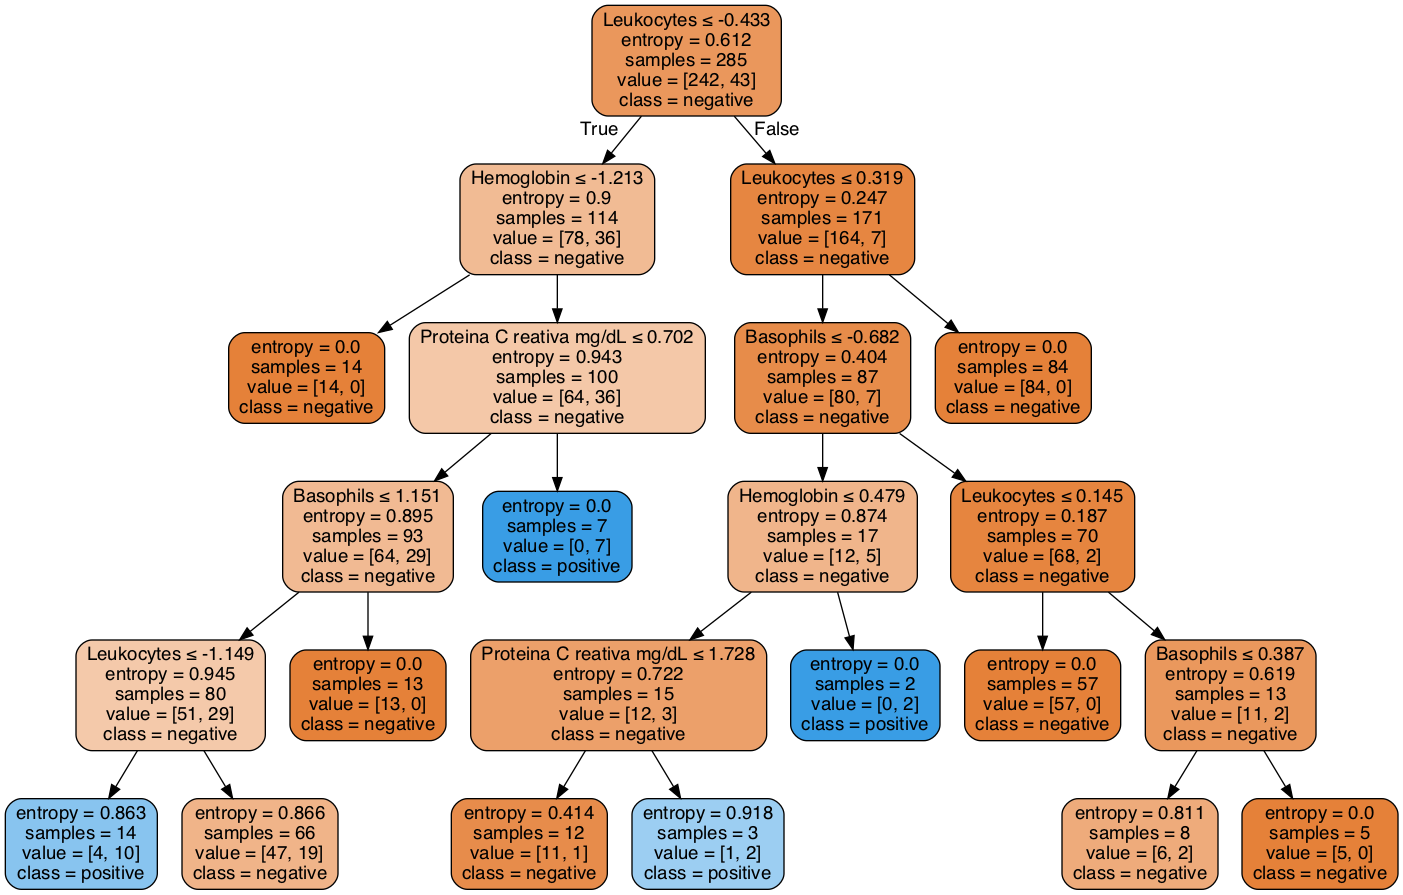 Leukocytes ≤ -0.433
entropy = 0.612
samples = 285
value = [242, 43]
class = negative
True
False
Hemoglobin ≤ -1.213
entropy = 0.9
samples = 114
value = [78, 36]
class = negative
Leukocytes ≤ 0.319
entropy = 0.247
samples = 171
value = [164, 7]
class = negative
entropy = 0.0
samples = 14
value = [14, 0]
class = negative
Proteina C reativa mg/dL ≤ 0.702
entropy = 0.943
samples = 100
value = [64, 36]
class = negative
Basophils ≤ -0.682
entropy = 0.404
samples = 87
value = [80, 7]
class = negative
entropy = 0.0
samples = 84
value = [84, 0]
class = negative
Basophils ≤ 1.151
entropy = 0.895
samples = 93
value = [64, 29]
class = negative
entropy = 0.0
samples = 7
value = [0, 7]
class = positive
Hemoglobin ≤ 0.479
entropy = 0.874
samples = 17
value = [12, 5]
class = negative
Leukocytes ≤ 0.145
entropy = 0.187
samples = 70
value = [68, 2]
class = negative
Leukocytes ≤ -1.149
entropy = 0.945
samples = 80
value = [51, 29]
class = negative
entropy = 0.0
samples = 13
value = [13, 0]
class = negative
Proteina C reativa mg/dL ≤ 1.728
entropy = 0.722
samples = 15
value = [12, 3]
class = negative
entropy = 0.0
samples = 2
value = [0, 2]
class = positive
entropy = 0.0
samples = 57
value = [57, 0]
class = negative
Basophils ≤ 0.387
entropy = 0.619
samples = 13
value = [11, 2]
class = negative
entropy = 0.863
samples = 14
value = [4, 10]
class = positive
entropy = 0.866
samples = 66
value = [47, 19]
class = negative
entropy = 0.414
samples = 12
value = [11, 1]
class = negative
entropy = 0.918
samples = 3
value = [1, 2]
class = positive
entropy = 0.811
samples = 8
value = [6, 2]
class = negative
entropy = 0.0
samples = 5
value = [5, 0]
class = negative